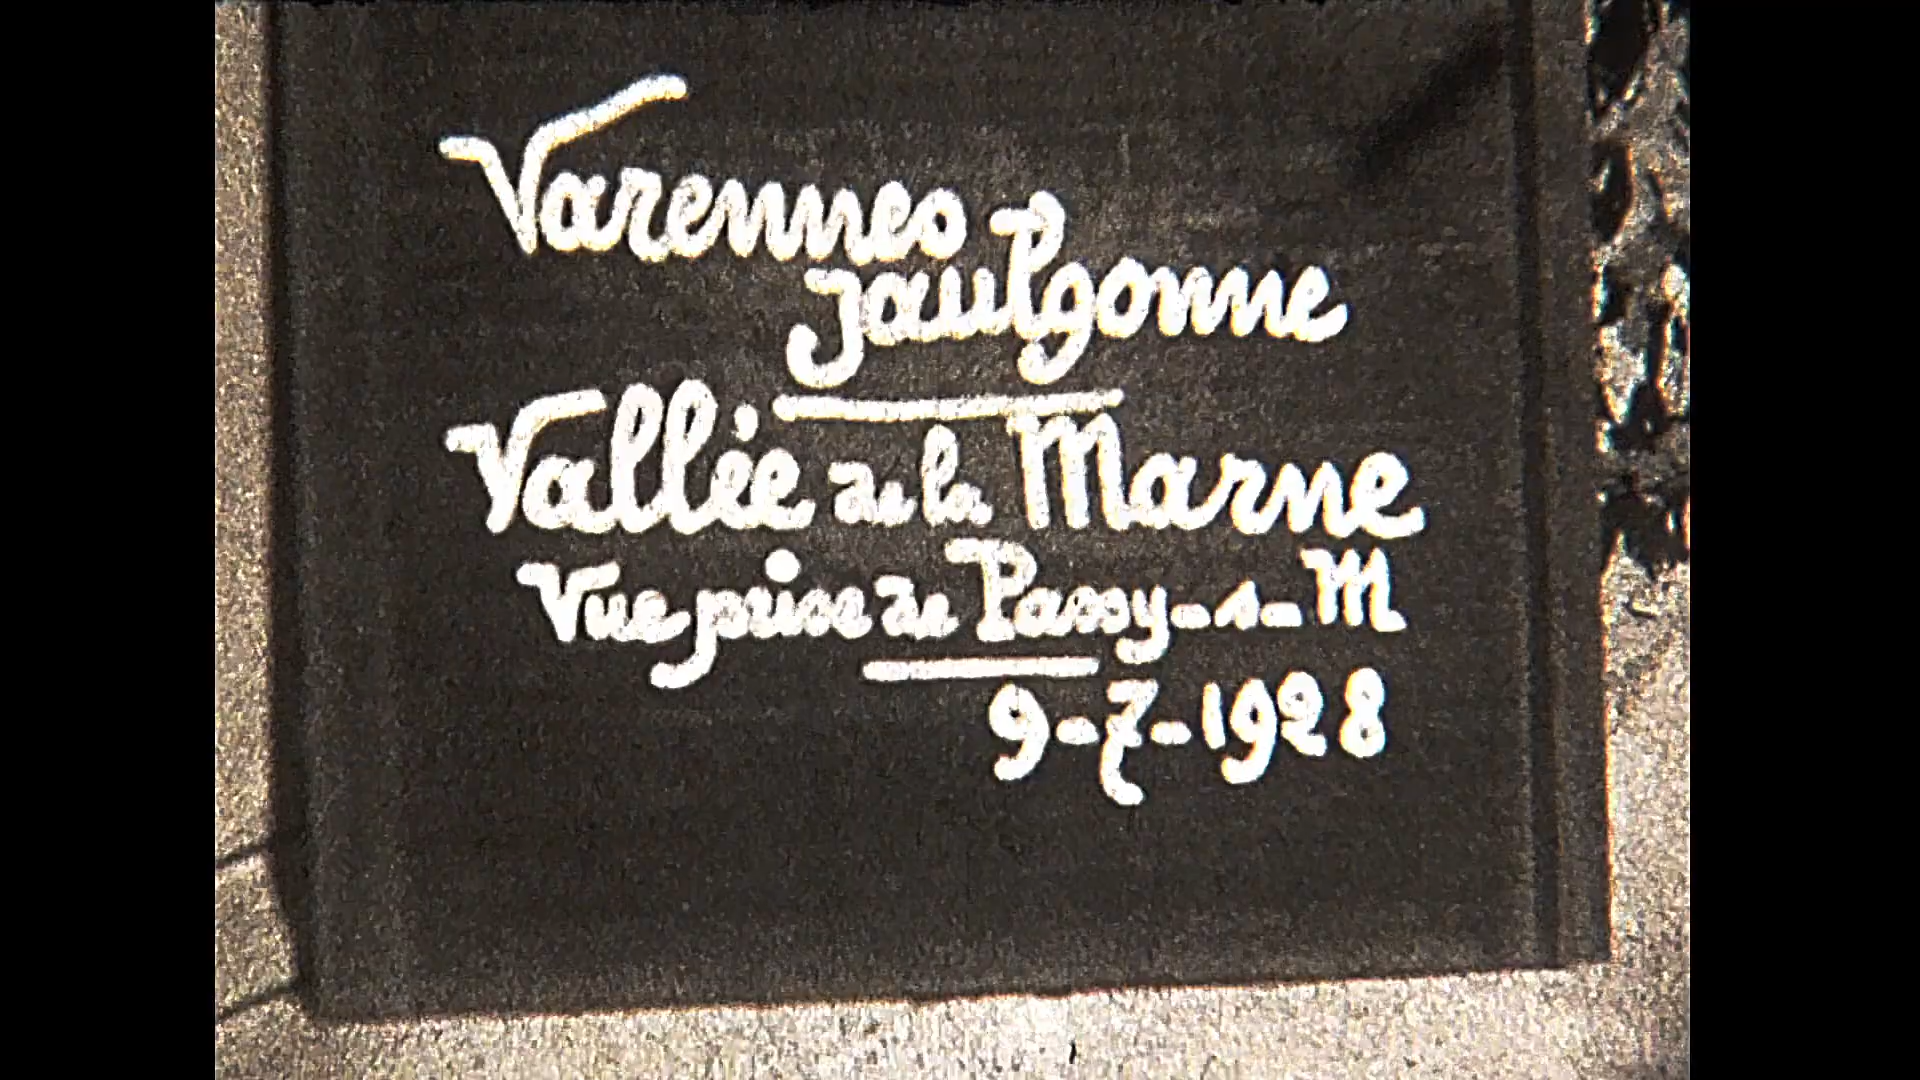 Varennes
Jaulgonne
Vallée de la Marne
Vue prise de Passy-s-M
9-7-1928